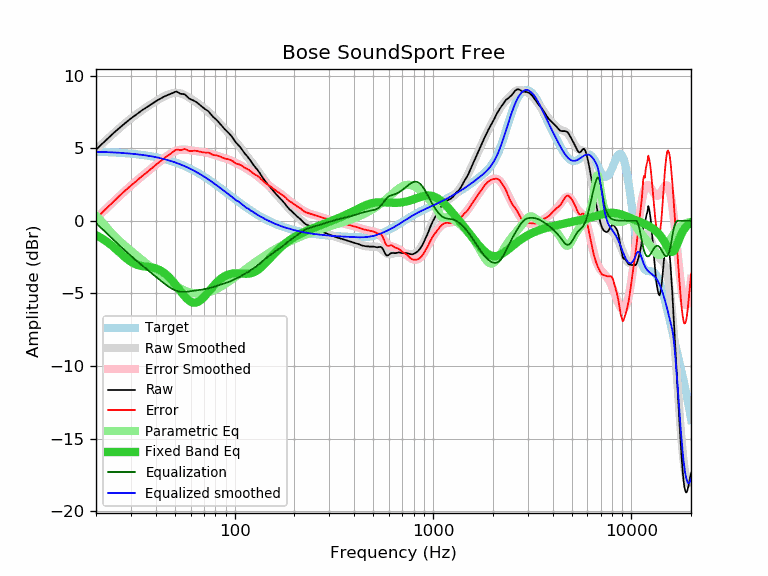 Bose SoundSport Free
Amplitude (dBr)
10
5
0
−5
−10
−15
−20
Target
Raw Smoothed
Error Smoothed
Raw
Error
Parametric Eq
Fixed Band Eq
Equalization
Equalized smoothed
100 1000 10000
Frequency (Hz)